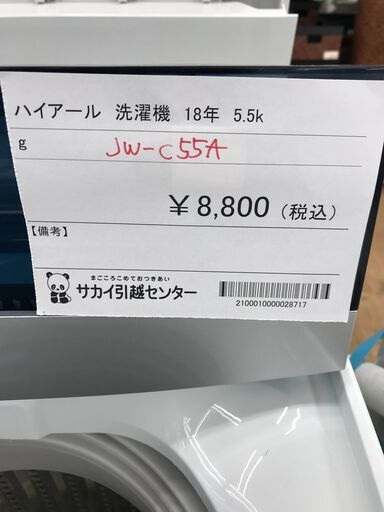 ハイアール 洗濯機 18年 5.5k
g
JW-C55A
￥8,800（税込）
【備考】
まごころこめておつきあい
サカイ引越センター
2100010000028717